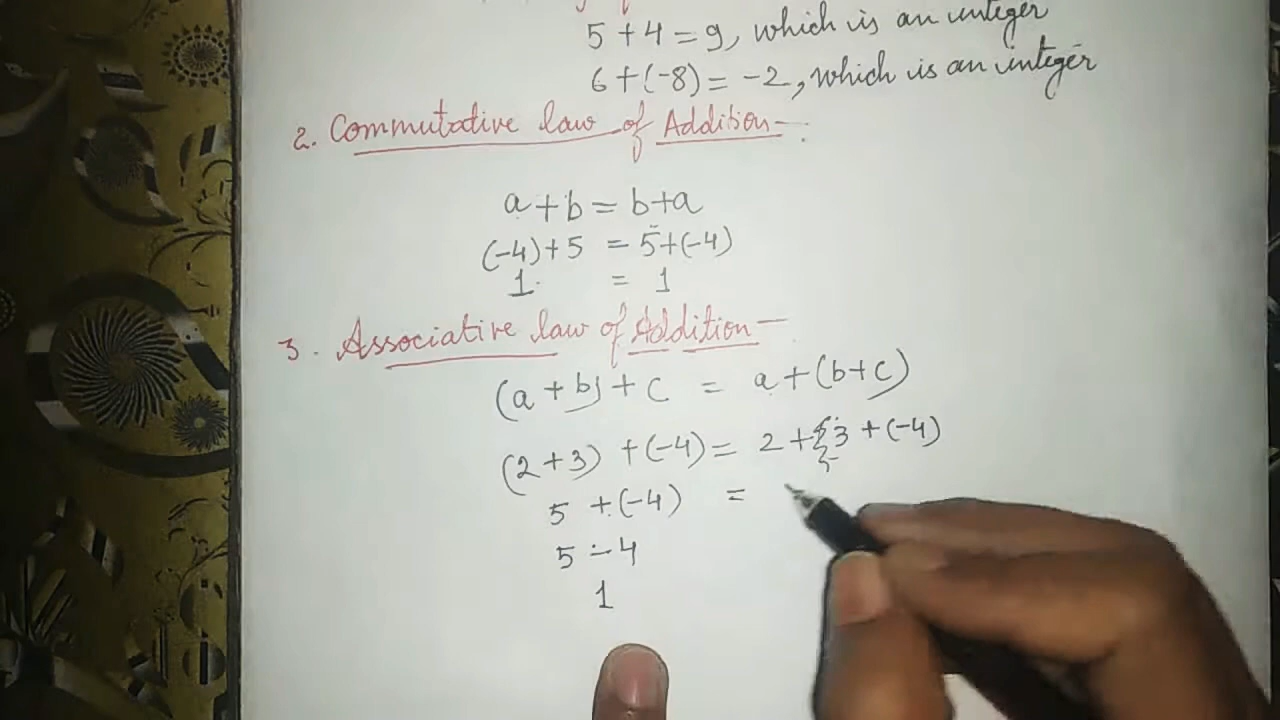 5 + 4 = 9, which is an integer
6 + (-8) = -2, which is an integer
2. Commutative law of Addition-:
a + b = b + a
(-4) + 5 = 5 + (-4)
1 = 1
3. Associative law of Addition-
(a + b) + c = a + (b + c)
(2 + 3) + (-4) = 2 + {3 + (-4)
5 + (-4) =
5 - 4
1